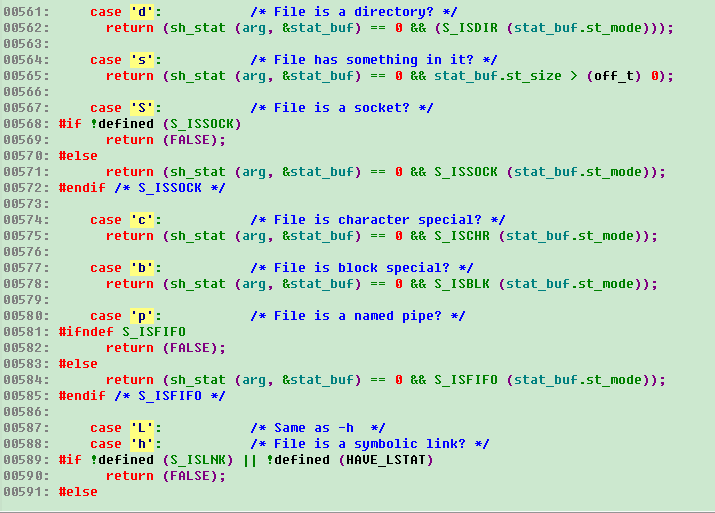 00561:     case 'd':           /* File is a directory? */
00562:       return (sh_stat (arg, &stat_buf) == 0 && (S_ISDIR (stat_buf.st_mode)));
00563:
00564:     case 's':           /* File has something in it? */
00565:       return (sh_stat (arg, &stat_buf) == 0 && stat_buf.st_size > (off_t) 0);
00566:
00567:     case 'S':           /* File is a socket? */
00568: #if !defined (S_ISSOCK)
00569:       return (FALSE);
00570: #else
00571:       return (sh_stat (arg, &stat_buf) == 0 && S_ISSOCK (stat_buf.st_mode));
00572: #endif /* S_ISSOCK */
00573:
00574:     case 'c':           /* File is character special? */
00575:       return (sh_stat (arg, &stat_buf) == 0 && S_ISCHR (stat_buf.st_mode));
00576:
00577:     case 'b':           /* File is block special? */
00578:       return (sh_stat (arg, &stat_buf) == 0 && S_ISBLK (stat_buf.st_mode));
00579:
00580:     case 'p':           /* File is a named pipe? */
00581: #ifndef S_ISFIFO
00582:       return (FALSE);
00583: #else
00584:       return (sh_stat (arg, &stat_buf) == 0 && S_ISFIFO (stat_buf.st_mode));
00585: #endif /* S_ISFIFO */
00586:
00587:     case 'L':           /* Same as -h  */
00588:     case 'h':           /* File is a symbolic link? */
00589: #if !defined (S_ISLNK) || !defined (HAVE_LSTAT)
00590:       return (FALSE);
00591: #else